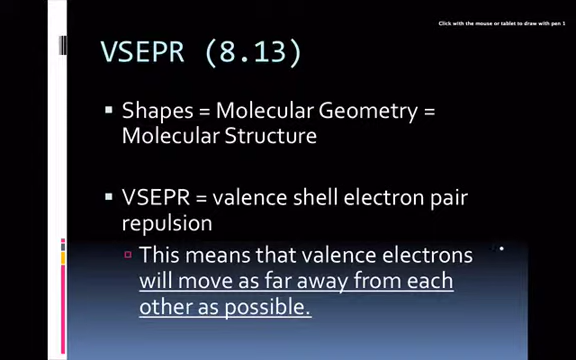 Click with the mouse or tablet to draw with pen 1
VSEPR (8.13)
Shapes = Molecular Geometry =
Molecular Structure
VSEPR = valence shell electron pair
repulsion
This means that valence electrons
will move as far away from each
other as possible.